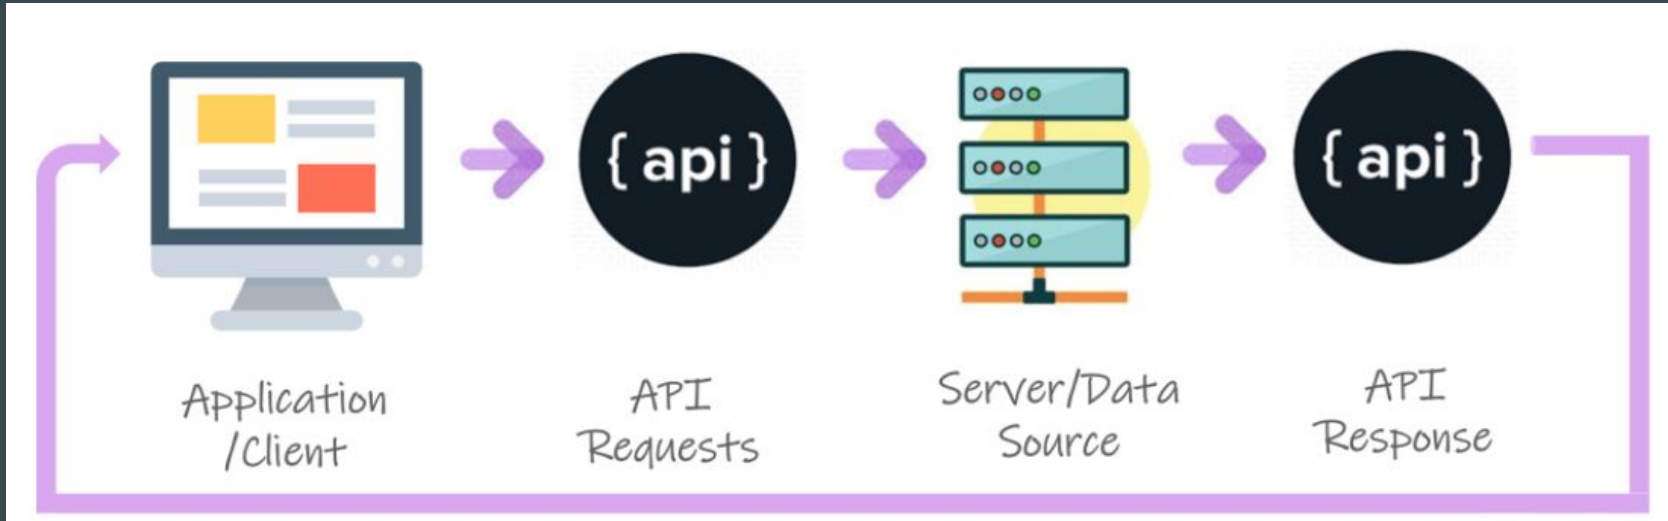 { api }
{ api }
Application
/Client
API
Requests
Server/Data
Source
API
Response